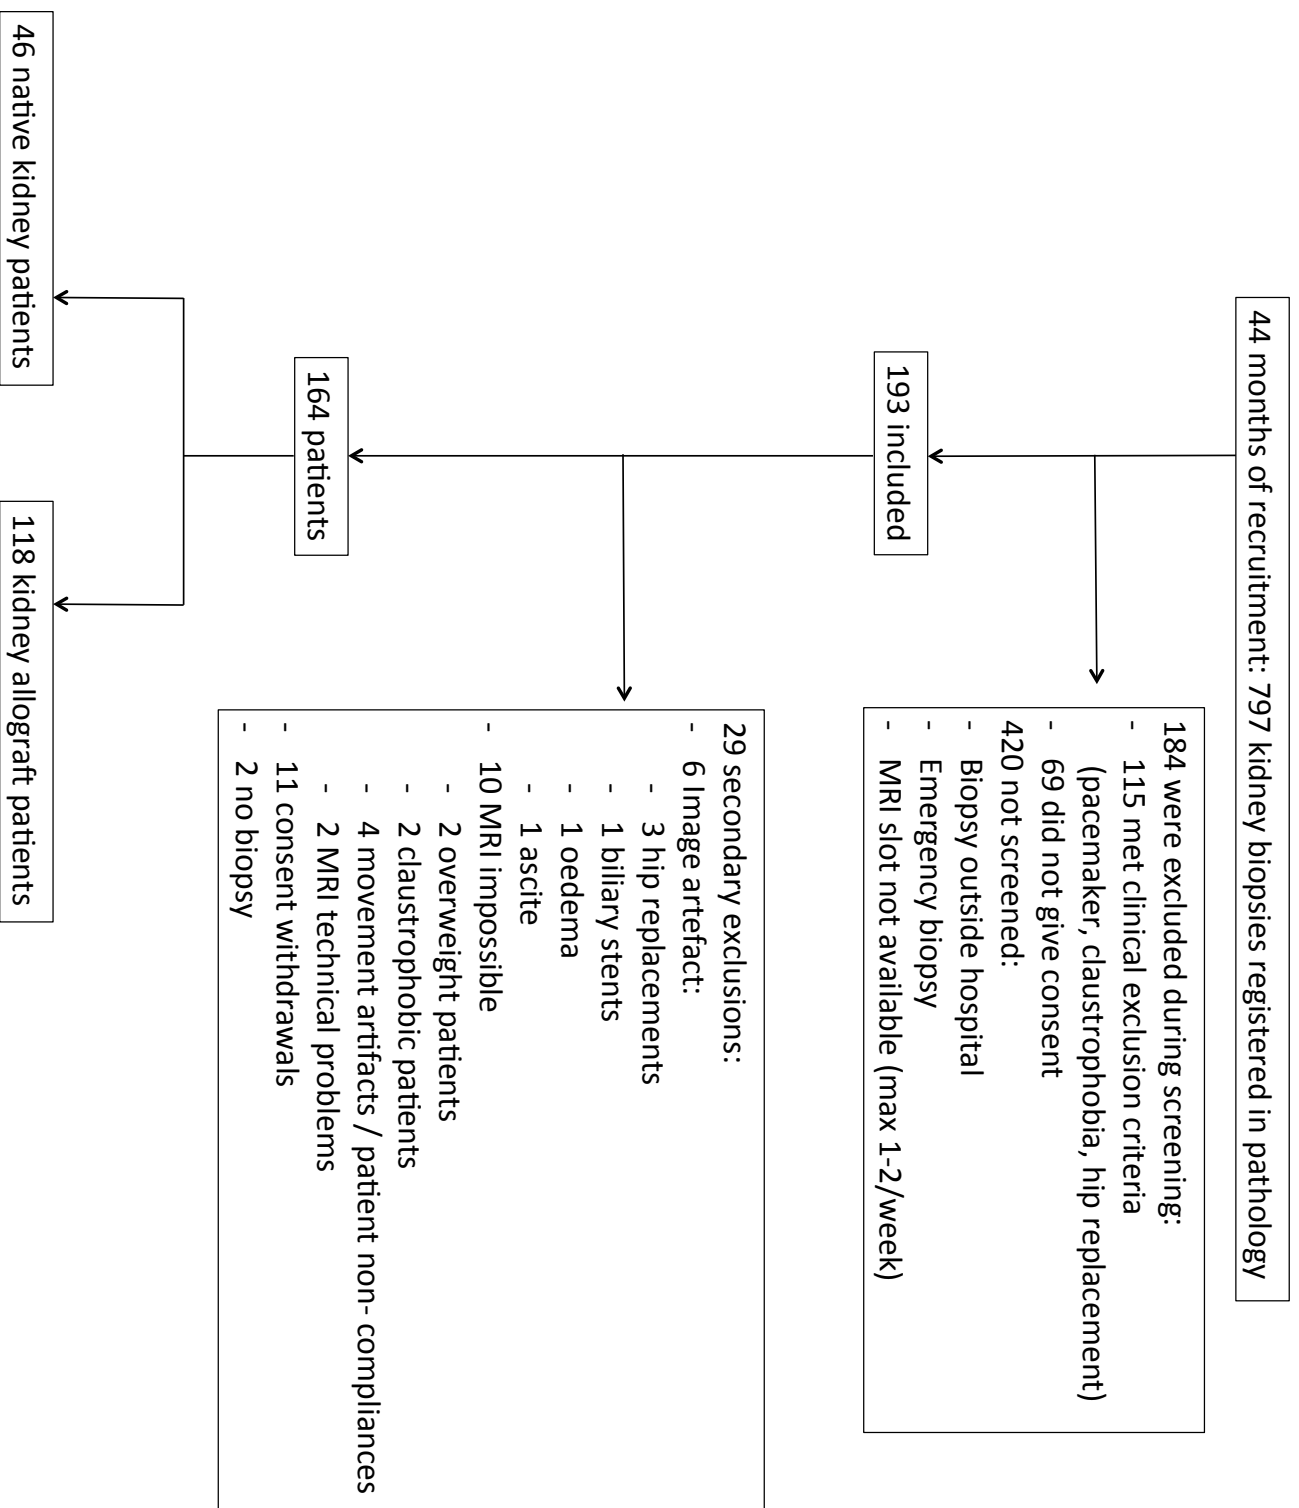 44 months of recruitment: 797 kidney biopsies registered in pathology
184 were excluded during screening:
- 115 met clinical exclusion criteria
(pacemaker, claustrophobia, hip replacement)
- 69 did not give consent
420 not screened:
- Biopsy outside hospital
- Emergency biopsy
- MRI slot not available (max 1-2/week)
193 included
29 secondary exclusions:
- 6 Image artefact:
- 3 hip replacements
- 1 biliary stents
- 1 oedema
- 1 ascite
- 10 MRI impossible
- 2 overweight patients
- 2 claustrophobic patients
- 4 movement artifacts / patient non- compliances
- 2 MRI technical problems
- 11 consent withdrawals
- 2 no biopsy
164 patients
46 native kidney patients
118 kidney allograft patients